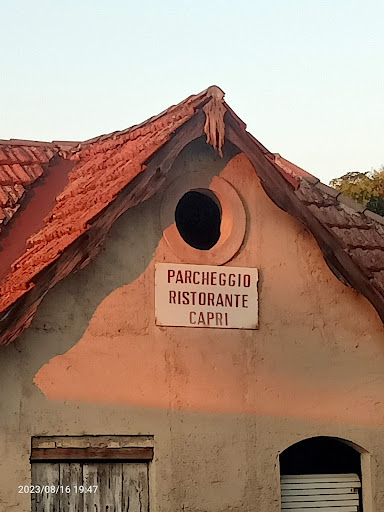 PARCHEGGIO
RISTORANTE
CAPRI
2023/08/16 19:47